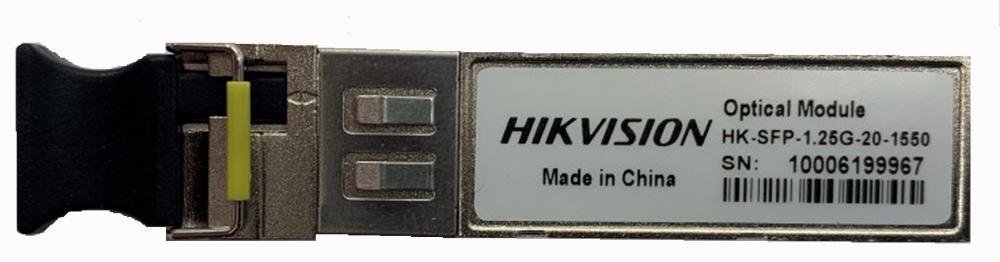 HIKVISION
Made in China
Optical Module
HK-SFP-1.25G-20-1550
SN: 10006199967